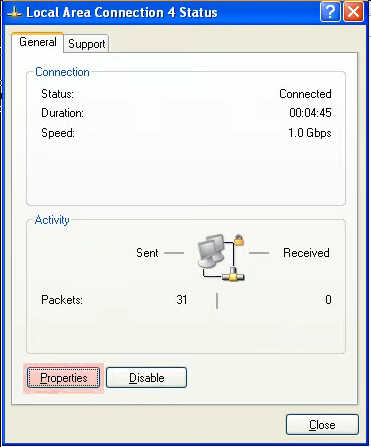 Local Area Connection 4 Status
General Support
Connection
Status: Connected
Duration: 00:04:45
Speed: 1.0 Gbps
Activity
Sent Received
Packets: 31 0
Properties Disable
Close